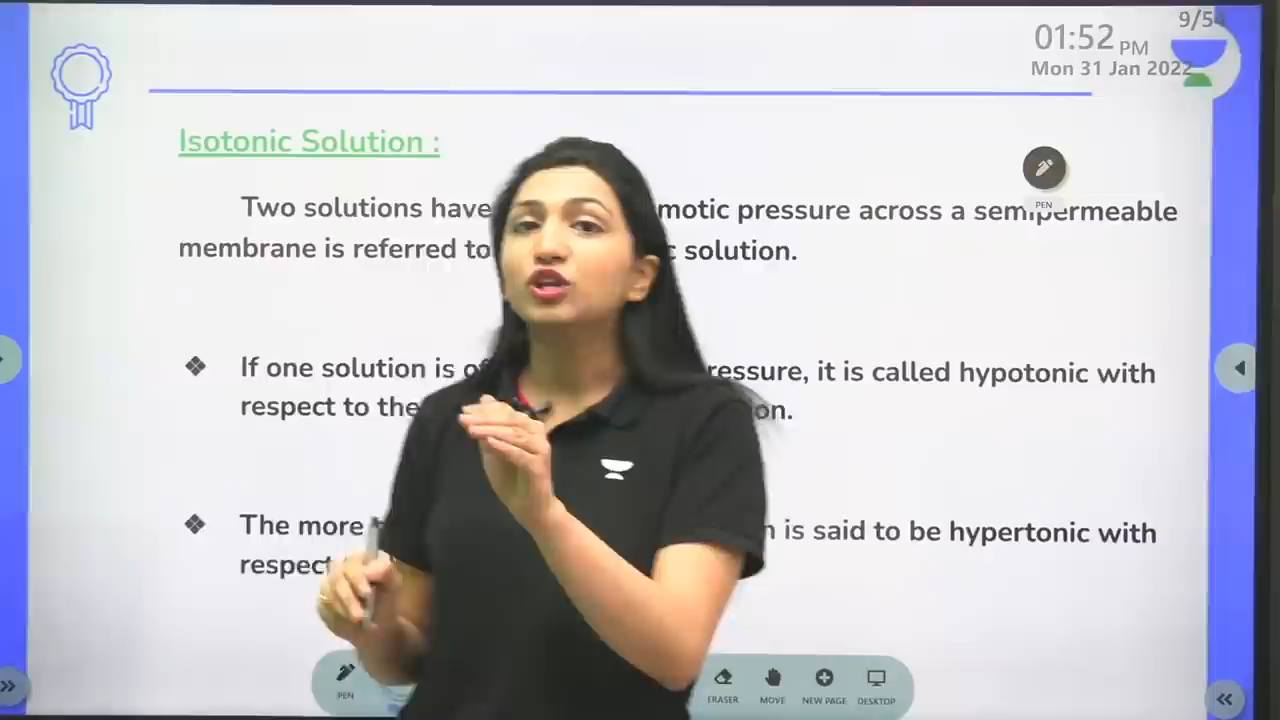 9/54
01:52 PM
Mon 31 Jan 2022
Isotonic Solution :
PEN
Two solutions have motic pressure across a semipermeable
membrane is referred to c solution.
If one solution is of ressure, it is called hypotonic with
respect to the on.
The more n is said to be hypertonic with
respect
PEN ERASER MOVE NEW PAGE DESKTOP